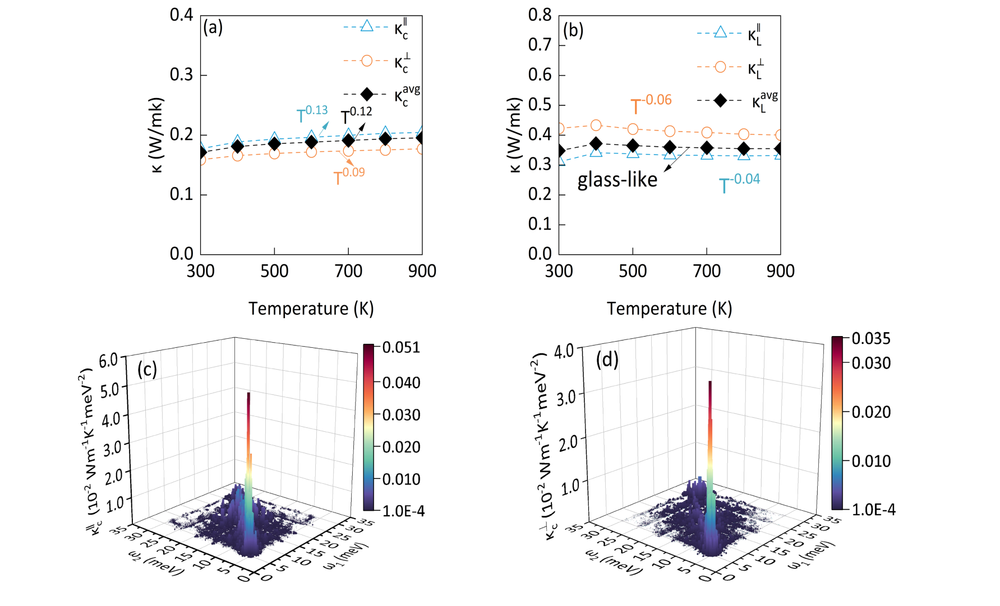 (a)
κc∥
κc⊥
κcavg
T0.13
T0.12
T0.09
κ (W/mk)
0.4
0.3
0.2
0.1
0.0
300 500 700 900
Temperature (K)
(b)
κL∥
κL⊥
κLavg
T-0.06
glass-like
T-0.04
κ (W/mk)
0.8
0.7
0.6
0.5
0.4
0.3
0.2
0.1
0.0
300 500 700 900
Temperature (K)
(c)
κc∥ (10-2 Wm-1K-1meV-2)
6.0
5.0
4.0
3.0
2.0
1.0
35 30 25 20 15 10 5 0
ω2 (meV)
0 5 10 15 20 25 30 35
ω1 (meV)
0.051
0.040
0.030
0.020
0.010
1.0E-4
(d)
κc⊥ (10-2 Wm-1K-1meV-2)
4.0
3.0
2.0
1.0
35 30 25 20 15 10 5 0
ω2 (meV)
0 5 10 15 20 25 30 35
ω1 (meV)
0.035
0.030
0.020
0.010
1.0E-4